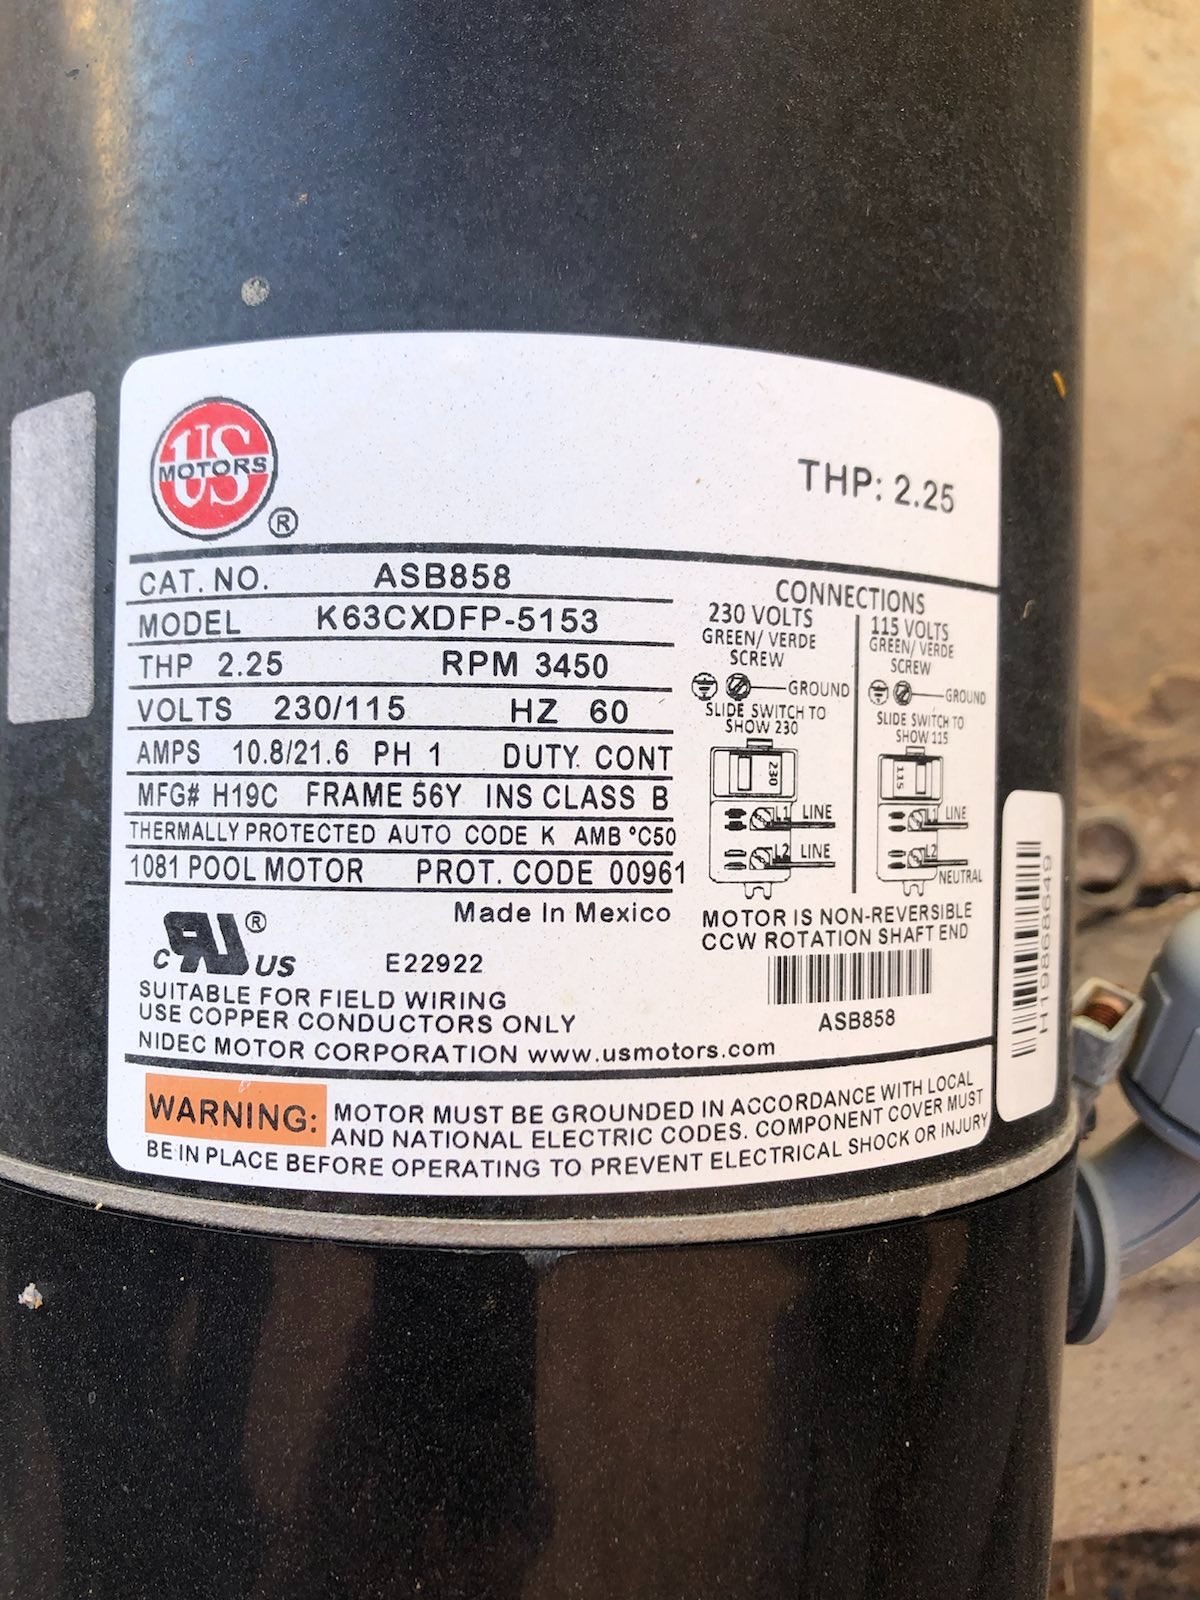 US
MOTORS
®
THP: 2.25
CAT. NO. ASB858
MODEL K63CXDFP-5153
THP 2.25 RPM 3450
VOLTS 230/115 HZ 60
AMPS 10.8/21.6 PH 1 DUTY. CONT
MFG# H19C FRAME 56Y INS CLASS B
THERMALLY PROTECTED AUTO CODE K AMB °C50
1081 POOL MOTOR PROT. CODE 00961
Made In Mexico
C RU ® US E22922
SUITABLE FOR FIELD WIRING
USE COPPER CONDUCTORS ONLY
NIDEC MOTOR CORPORATION www.usmotors.com
CONNECTIONS
230 VOLTS
GREEN/ VERDE
SCREW
GROUND
SLIDE SWITCH TO
SHOW 230
230
L1 LINE
L2 LINE
115 VOLTS
GREEN/ VERDE
SCREW
GROUND
SLIDE SWITCH TO
SHOW 115
115
L1 LINE
L2
NEUTRAL
MOTOR IS NON-REVERSIBLE
CCW ROTATION SHAFT END
ASB858
WARNING: MOTOR MUST BE GROUNDED IN ACCORDANCE WITH LOCAL
AND NATIONAL ELECTRIC CODES. COMPONENT COVER MUST
BE IN PLACE BEFORE OPERATING TO PREVENT ELECTRICAL SHOCK OR INJURY
H19868649